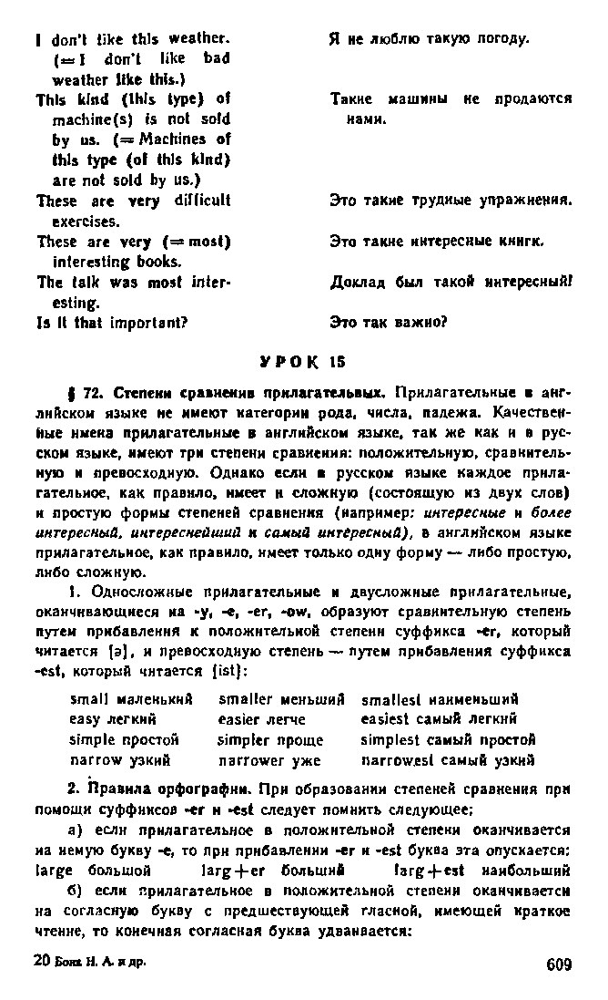 I don't like this weather.
(= I don't like bad
weather like this.)
Я не люблю такую погоду.
This kind (this type) of
machine(s) is not sold
by us. (= Machines of
this type (of this kind)
are not sold by us.)
Такие машины не продаются
нами.
These are very difficult
exercises.
Это такие трудные упражнения.
These are very (= most)
interesting books.
Это такие интересные книги.
The talk was most inter-
esting.
Доклад был такой интересный!
Is it that important?
Это так важно?
УРОК 15
§ 72. Степени сравнения прилагательных. Прилагательные в анг-
лийском языке не имеют категории рода, числа, падежа. Качествен-
ные имена прилагательные в английском языке, так же как и в рус-
ском языке, имеют три степени сравнения: положительную, сравнитель-
ную и превосходную. Однако если в русском языке каждое прила-
гательное, как правило, имеет и сложную (состоящую из двух слов)
и простую формы степеней сравнения (например: интересные и более
интересный, интереснейший и самый интересный), в английском языке
прилагательное, как правило, имеет только одну форму — либо простую,
либо сложную.
1. Односложные прилагательные и двусложные прилагательные,
оканчивающиеся на -y, -e, -er, -ow, образуют сравнительную степень
путем прибавления к положительной степени суффикса -er, который
читается [э], и превосходную степень — путем прибавления суффикса
-est, который читается [ist]:
small маленький smaller меньший smallest наименьший
easy легкий easier легче easiest самый легкий
simple простой simpler проще simplest самый простой
narrow узкий narrower уже narrowest самый узкий
2. Правила орфографии. При образовании степеней сравнения при
помощи суффиксов -er и -est следует помнить следующее:
а) если прилагательное в положительной степени оканчивается
на немую букву -e, то при прибавлении -er и -est буква эта опускается:
large большой larg+er больший larg+est наибольший
б) если прилагательное в положительной степени оканчивается
на согласную букву с предшествующей гласной, имеющей краткое
чтение, то конечная согласная буква удваивается:
20 Бонк Н. А. и др.
609